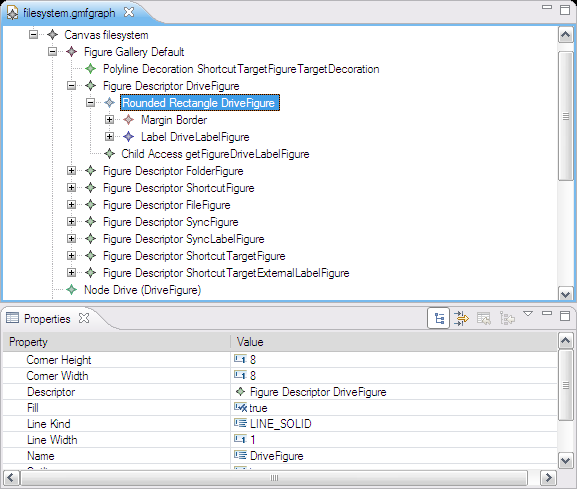 filesystem.gmfgraph
Canvas filesystem
Figure Gallery Default
Polyline Decoration ShortcutTargetFigureTargetDecoration
Figure Descriptor DriveFigure
Rounded Rectangle DriveFigure
Margin Border
Label DriveLabelFigure
Child Access getFigureDriveLabelFigure
Figure Descriptor FolderFigure
Figure Descriptor ShortcutFigure
Figure Descriptor FileFigure
Figure Descriptor SyncFigure
Figure Descriptor SyncLabelFigure
Figure Descriptor ShortcutTargetFigure
Figure Descriptor ShortcutTargetExternalLabelFigure
Node Drive (DriveFigure)
Properties
Property Value
Corner Height 8
Corner Width 8
Descriptor Figure Descriptor DriveFigure
Fill true
Line Kind LINE_SOLID
Line Width 1
Name DriveFigure